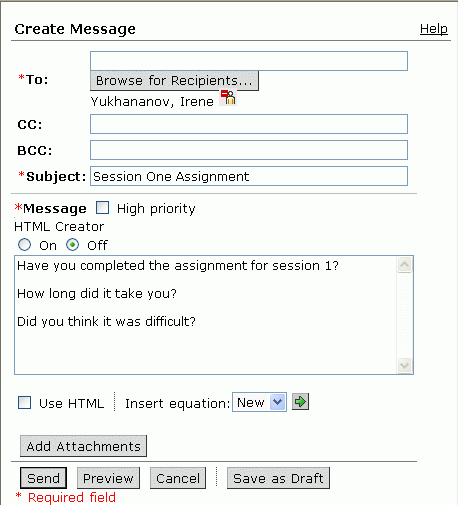 Create Message Help
*To:
Browse for Recipients...
Yukhananov, Irene
CC:
BCC:
*Subject: Session One Assignment
*Message High priority
HTML Creator
On Off
Have you completed the assignment for session 1?
How long did it take you?
Did you think it was difficult?
Use HTML Insert equation: New
Add Attachments
Send Preview Cancel Save as Draft
* Required field